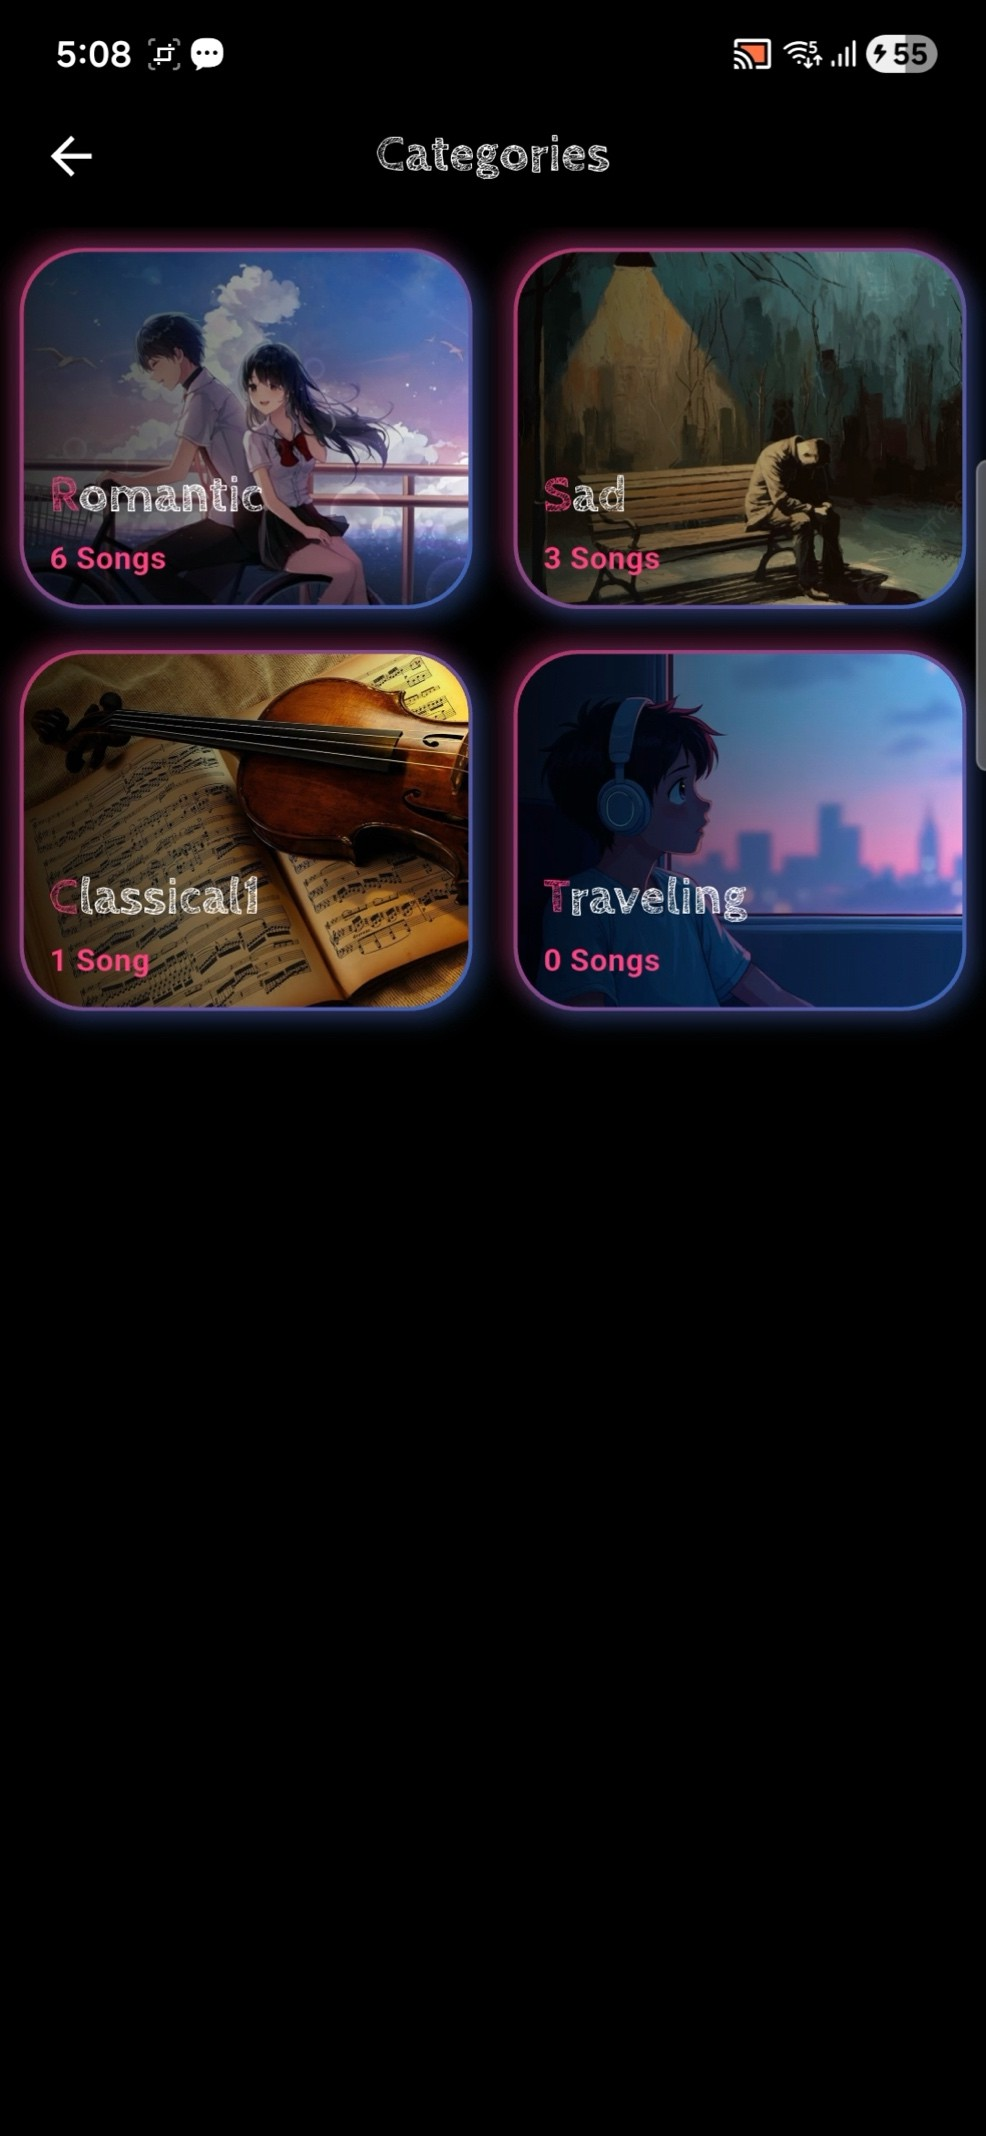 5:08
55
Categories
Romantic
6 Songs
Sad
3 Songs
Classical1
1 Song
Traveling
0 Songs